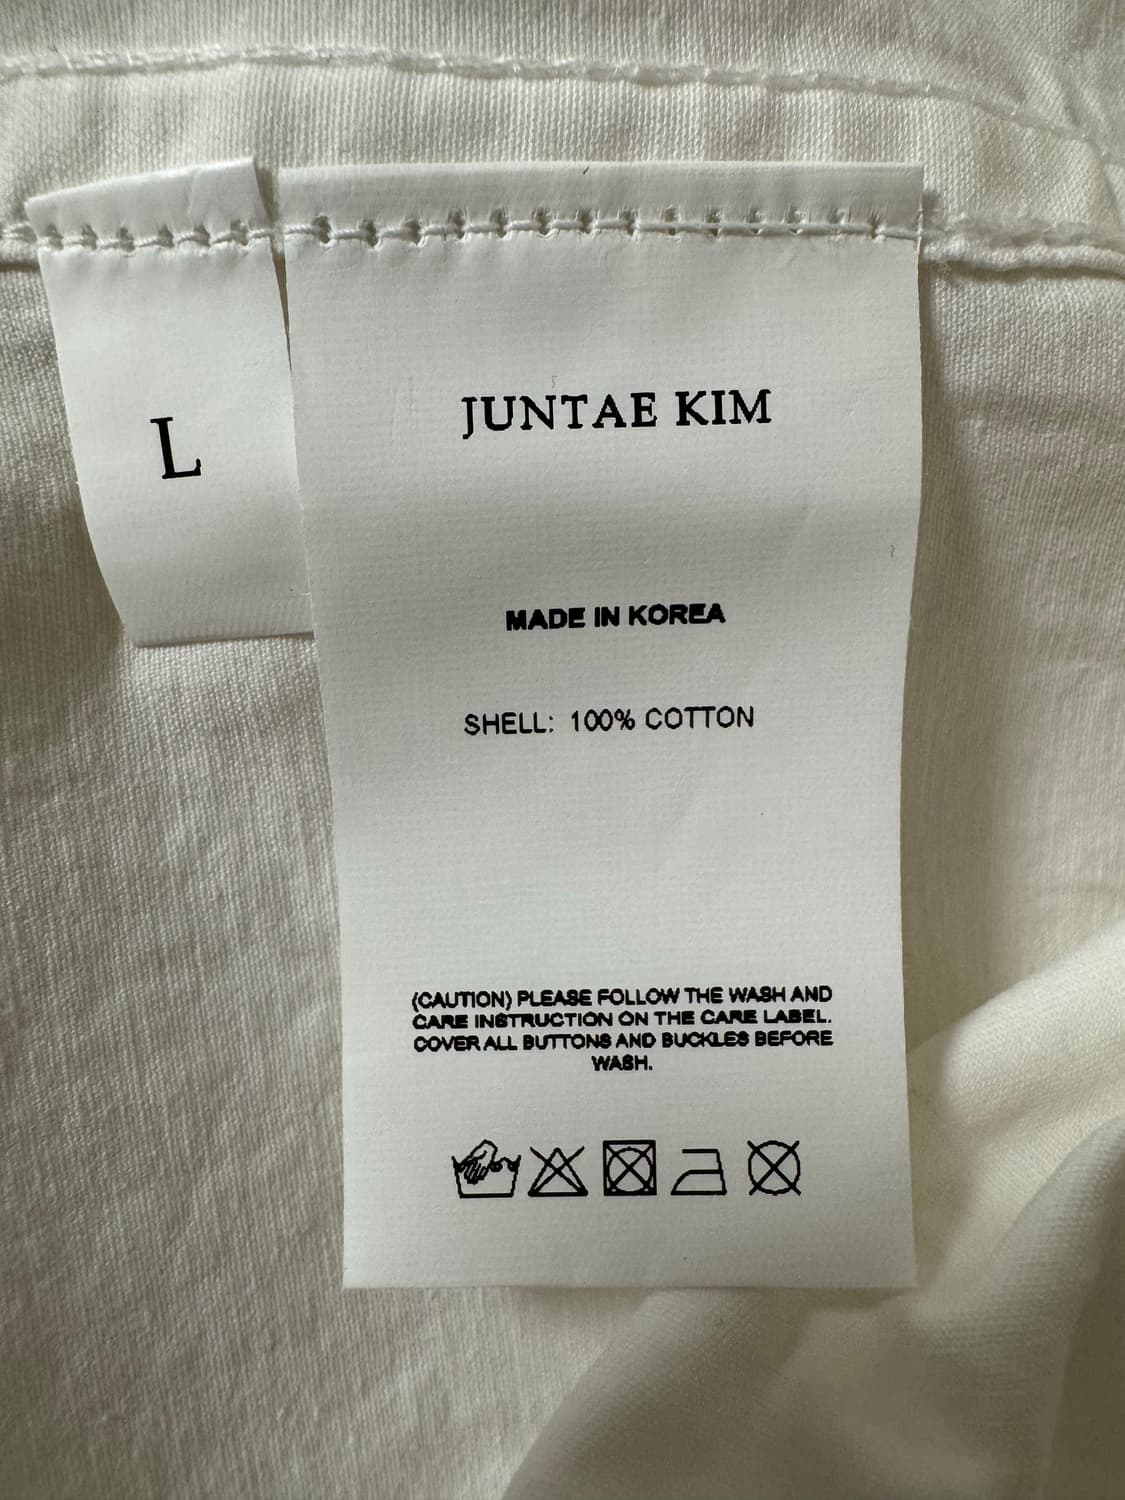 L
JUNTAE KIM
MADE IN KOREA
SHELL: 100% COTTON
(CAUTION) PLEASE FOLLOW THE WASH AND
CARE INSTRUCTION ON THE CARE LABEL.
COVER ALL BUTTONS AND BUCKLES BEFORE
WASH.